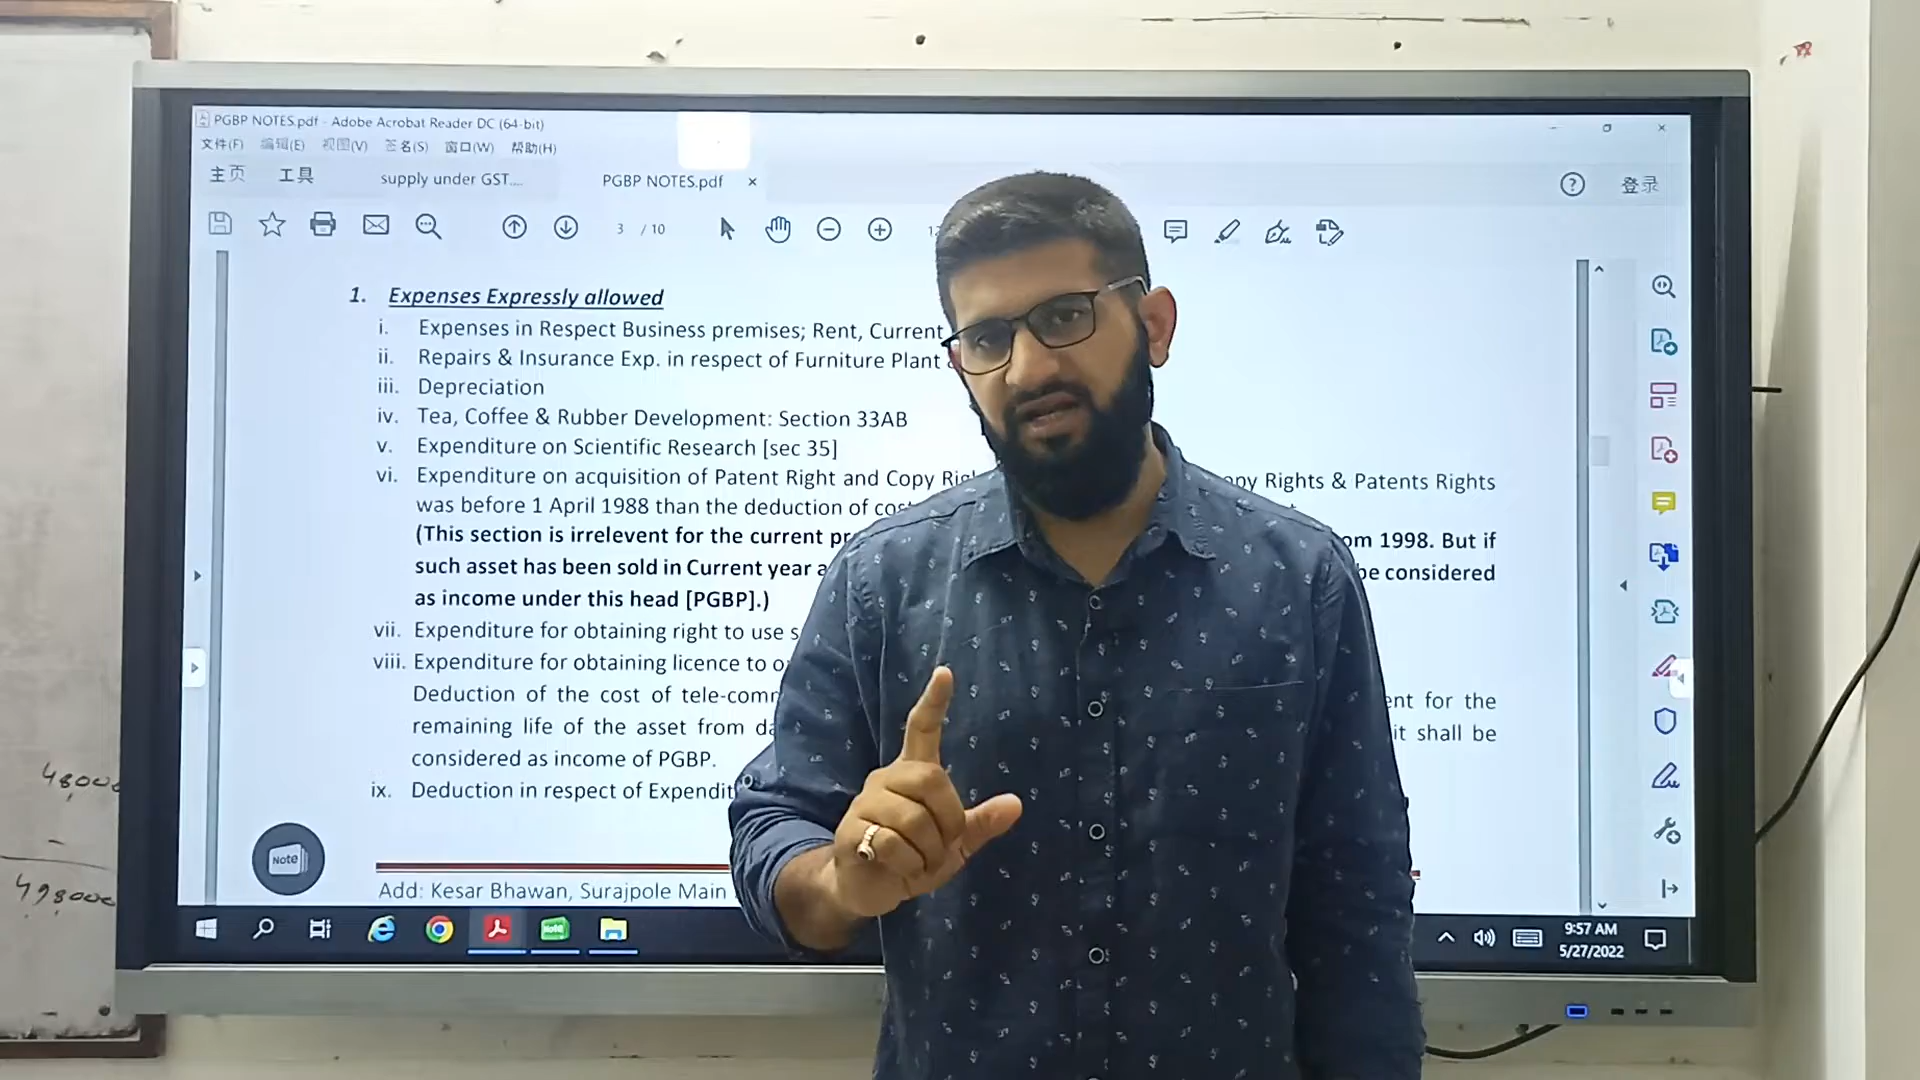 PGBP NOTES.pdf - Adobe Acrobat Reader DC (64-bit)
文件(F) 编辑(E) 视图(V) 签名(S) 窗口(W) 帮助(H)
主页 工具 supply under GST.... PGBP NOTES.pdf × 登录
3 / 10
1. Expenses Expressly allowed
i. Expenses in Respect Business premises; Rent, Current
ii. Repairs & Insurance Exp. in respect of Furniture Plant
iii. Depreciation
iv. Tea, Coffee & Rubber Development: Section 33AB
v. Expenditure on Scientific Research [sec 35]
vi. Expenditure on acquisition of Patent Right and Copy Rights & Patents Rights
was before 1 April 1988 than the deduction of
(This section is irrelevent for the current 1998. But if
such asset has been sold in Current year be considered
as income under this head [PGBP].)
vii. Expenditure for obtaining right to use
viii. Expenditure for obtaining licence to
Deduction of the cost of for the
remaining life of the asset from it shall be
considered as income of PGBP.
ix. Deduction in respect of
Note
Add: Kesar Bhawan, Surajpole Main
9:57 AM
5/27/2022
48,000
498,000